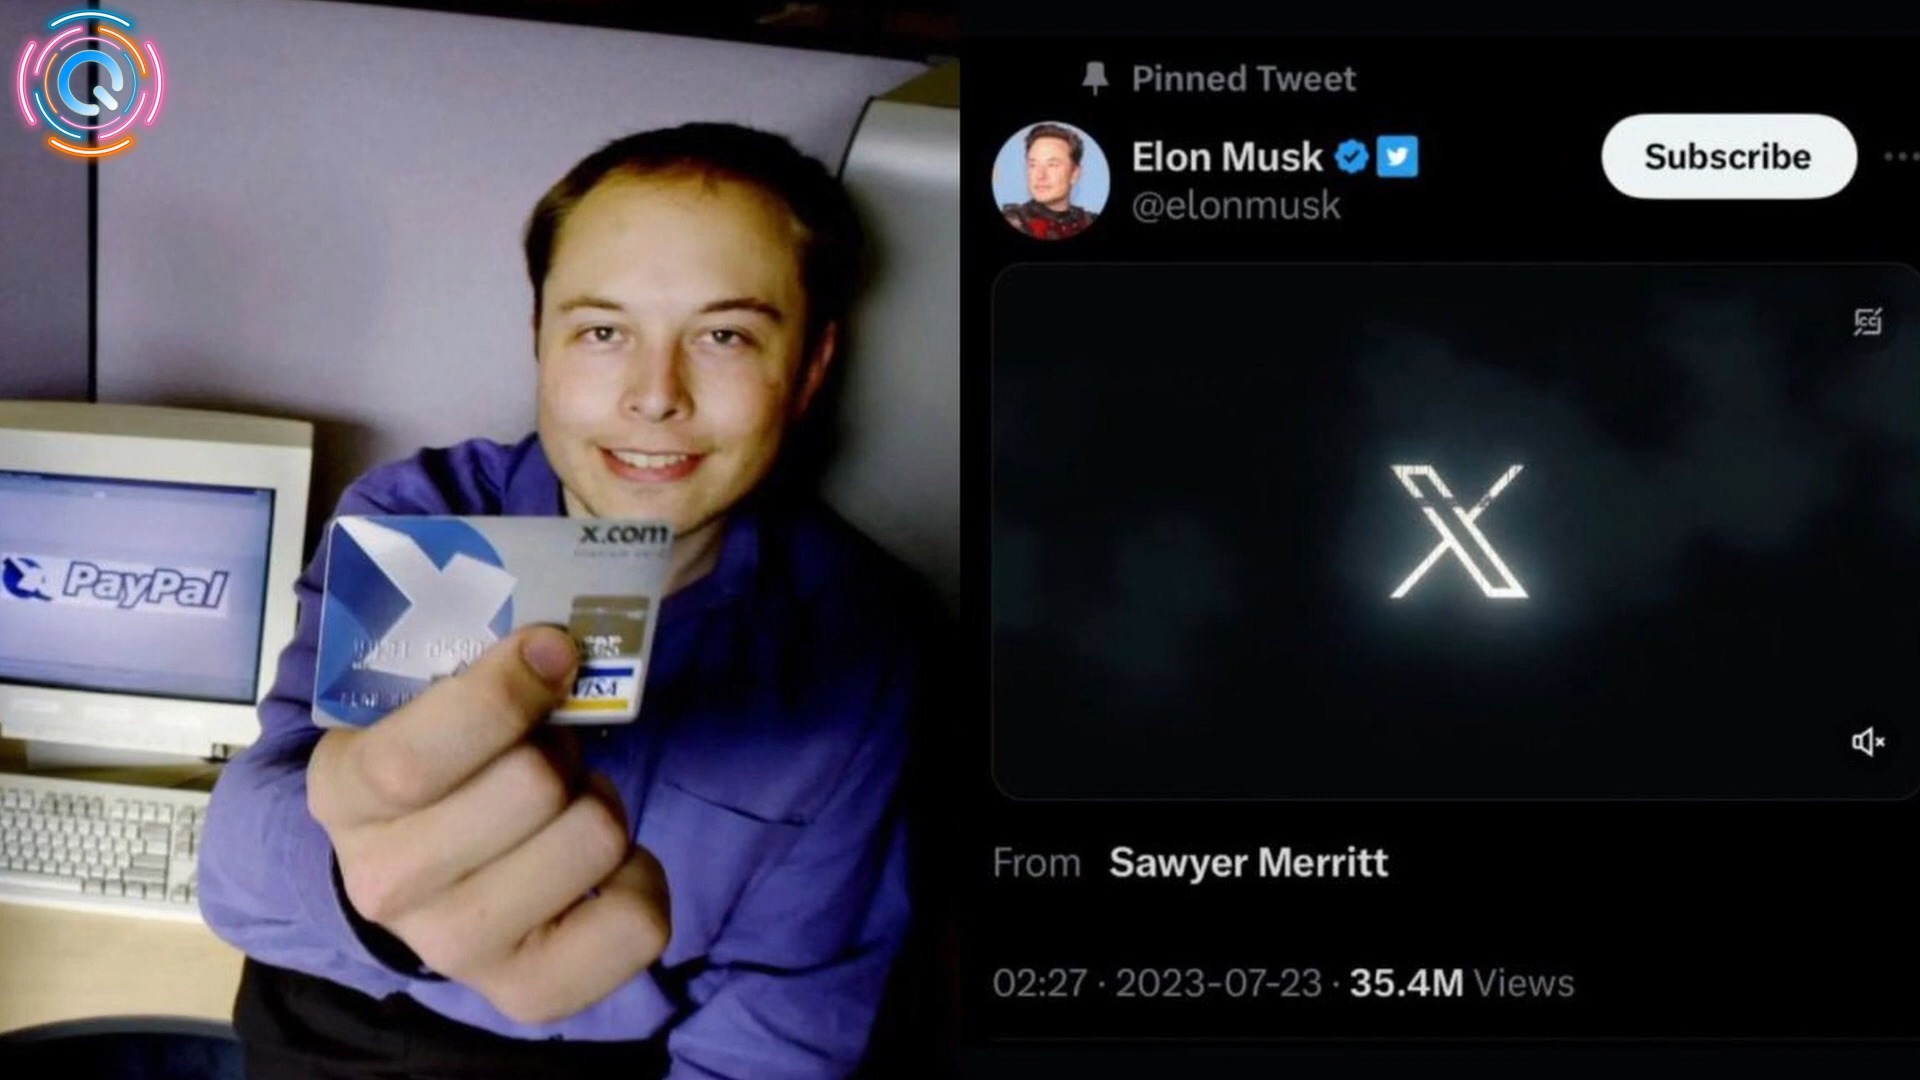 PayPal
x.com
VISA
Pinned Tweet
Elon Musk
@elonmusk
Subscribe
X
From Sawyer Merritt
02:27 · 2023-07-23 · 35.4M Views